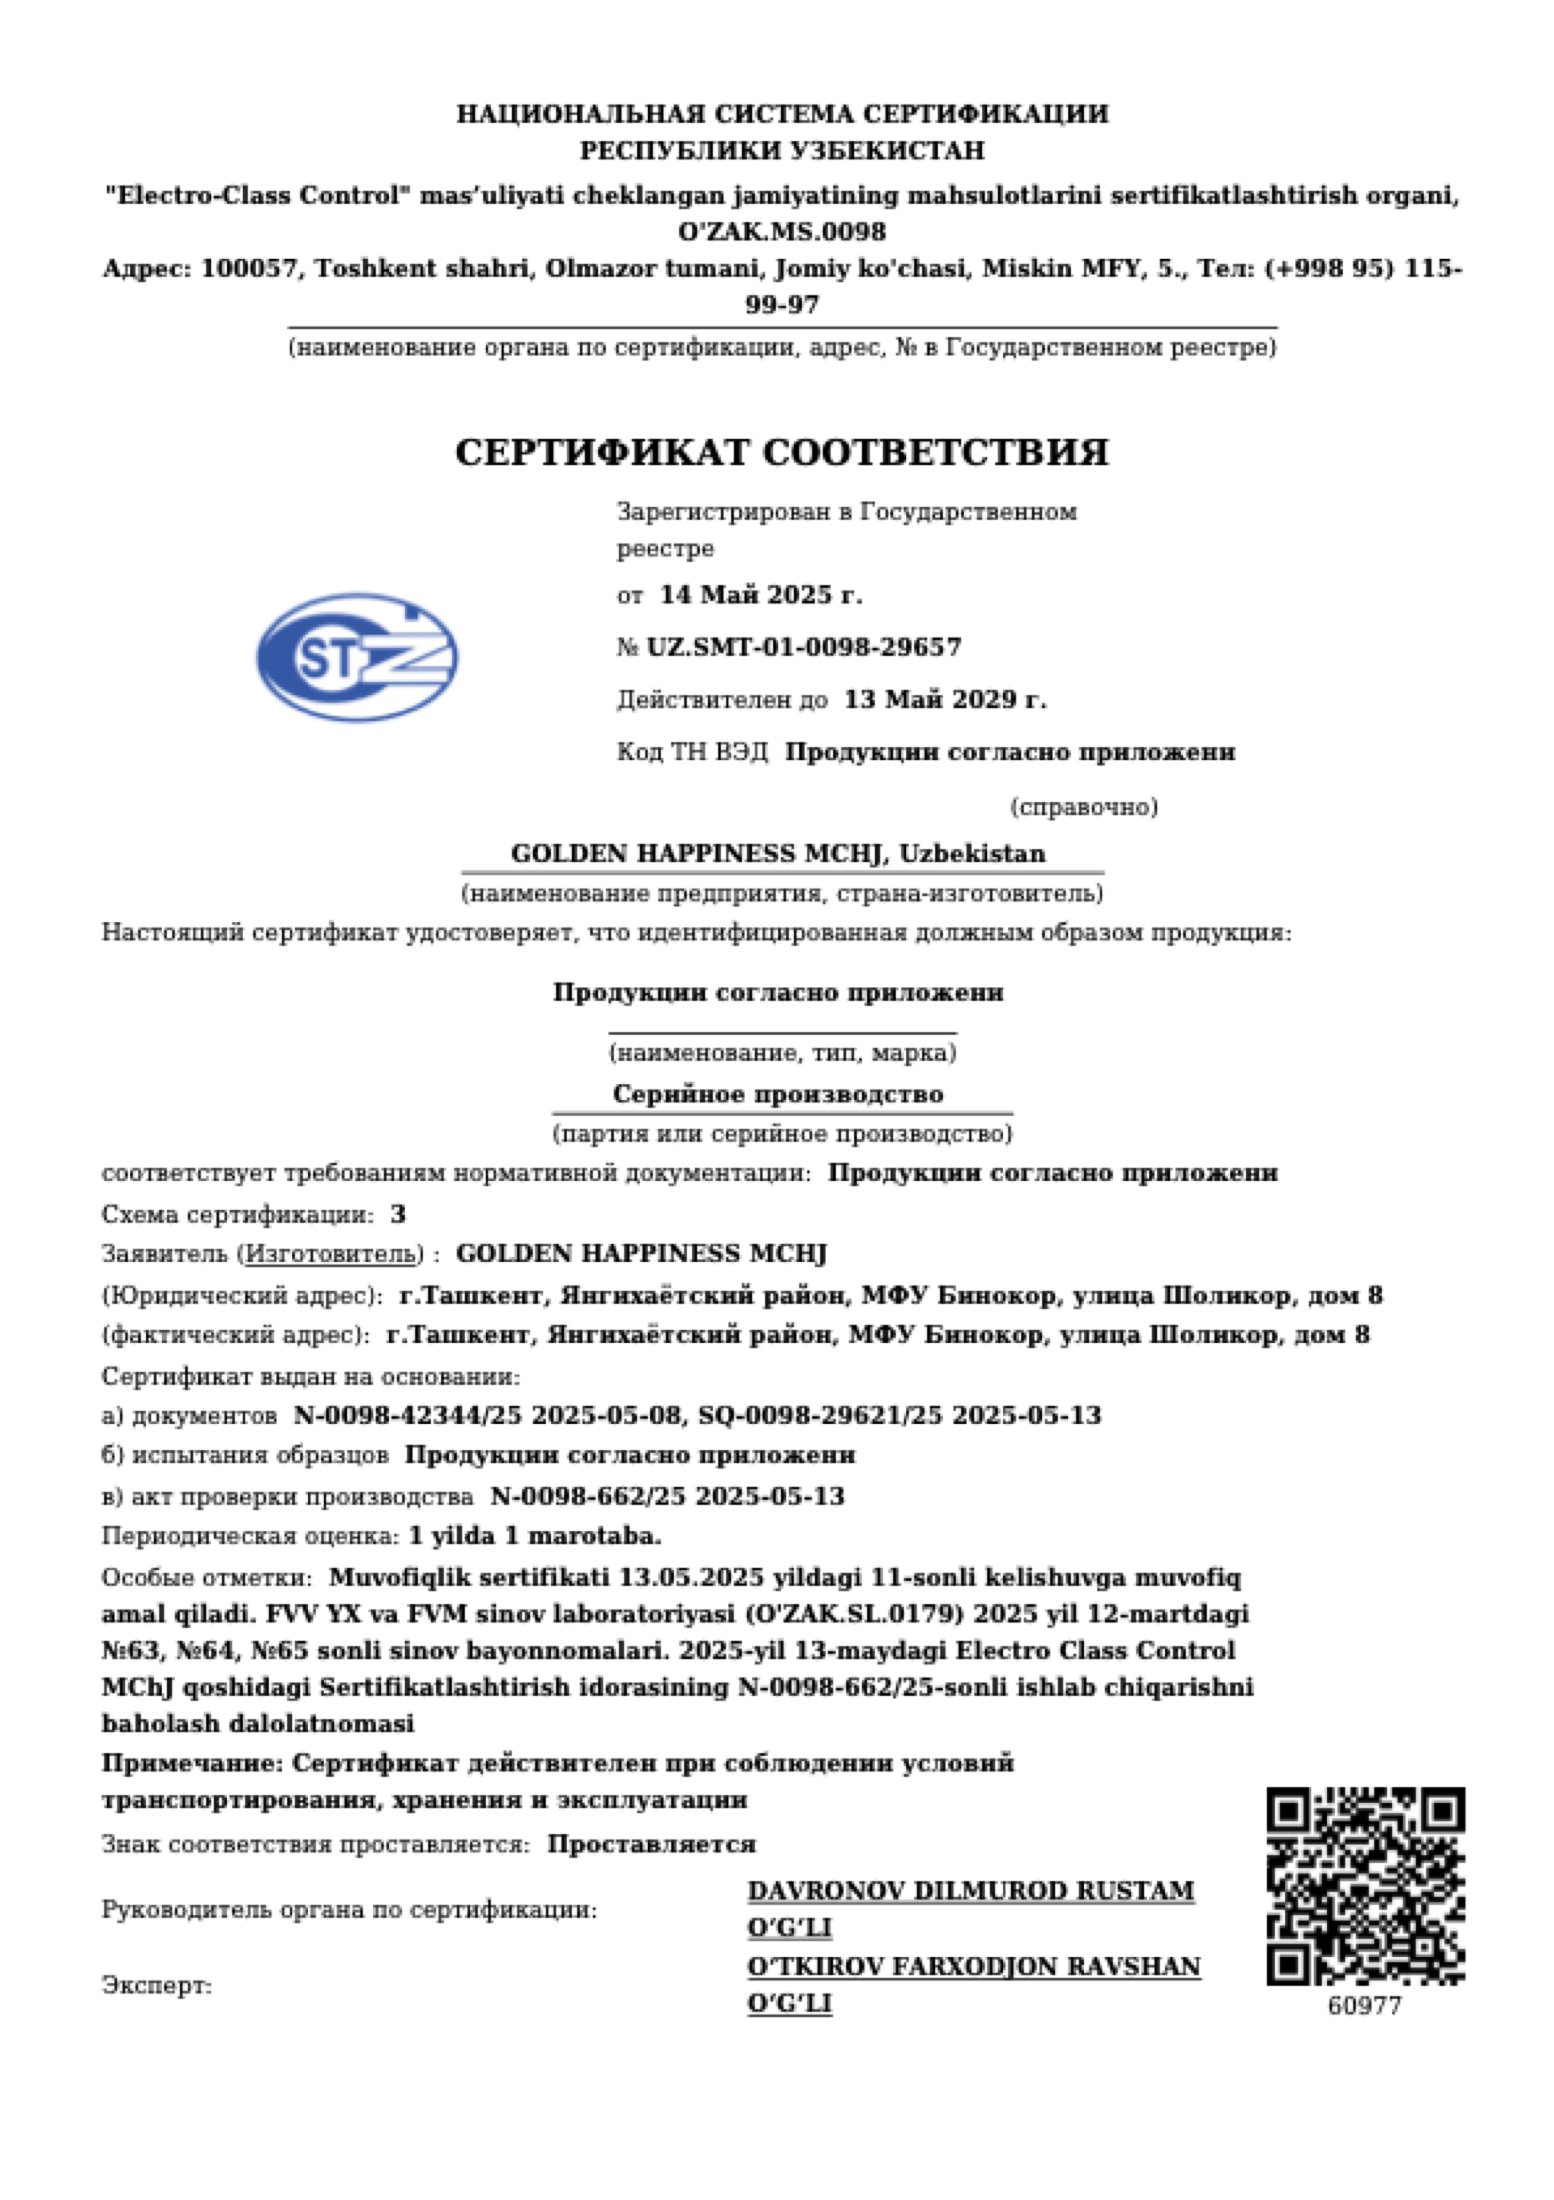 НАЦИОНАЛЬНАЯ СИСТЕМА СЕРТИФИКАЦИИ
РЕСПУБЛИКИ УЗБЕКИСТАН
"Electro-Class Control" mas’uliyati cheklangan jamiyatining mahsulotlarini sertifikatlashtirish organi,
O'ZAK.MS.0098
Адрес: 100057, Toshkent shahri, Olmazor tumani, Jomiy ko'chasi, Miskin MFY, 5., Тел: (+998 95) 115-
99-97
(наименование органа по сертификации, адрес, № в Государственном реестре)
СЕРТИФИКАТ СООТВЕТСТВИЯ
Зарегистрирован в Государственном
реестре
от 14 Май 2025 г.
№ UZ.SMT-01-0098-29657
Действителен до 13 Май 2029 г.
Код ТН ВЭД Продукции согласно приложени
(справочно)
ST
GOLDEN HAPPINESS MCHJ, Uzbekistan
(наименование предприятия, страна-изготовитель)
Настоящий сертификат удостоверяет, что идентифицированная должным образом продукция:
Продукции согласно приложени
(наименование, тип, марка)
Серийное производство
(партия или серийное производство)
соответствует требованиям нормативной документации: Продукции согласно приложени
Схема сертификации: 3
Заявитель (Изготовитель) : GOLDEN HAPPINESS MCHJ
(Юридический адрес): г.Ташкент, Янгихаётский район, МФУ Бинокор, улица Шоликор, дом 8
(фактический адрес): г.Ташкент, Янгихаётский район, МФУ Бинокор, улица Шоликор, дом 8
Сертификат выдан на основании:
а) документов N-0098-42344/25 2025-05-08, SQ-0098-29621/25 2025-05-13
б) испытания образцов Продукции согласно приложени
в) акт проверки производства N-0098-662/25 2025-05-13
Периодическая оценка: 1 yilda 1 marotaba.
Особые отметки: Muvofiqlik sertifikati 13.05.2025 yildagi 11-sonli kelishuvga muvofiq
amal qiladi. FVV YX va FVM sinov laboratoriyasi (O'ZAK.SL.0179) 2025 yil 12-martdagi
№63, №64, №65 sonli sinov bayonnomalari. 2025-yil 13-maydagi Electro Class Control
MChJ qoshidagi Sertifikatlashtirish idorasining N-0098-662/25-sonli ishlab chiqarishni
baholash dalolatnomasi
Примечание: Сертификат действителен при соблюдении условий
транспортирования, хранения и эксплуатации
Знак соответствия проставляется: Проставляется
Руководитель органа по сертификации:
DAVRONOV DILMUROD RUSTAM
O‘G‘LI
Эксперт:
O‘TKIROV FARXODJON RAVSHAN
O‘G‘LI
60977